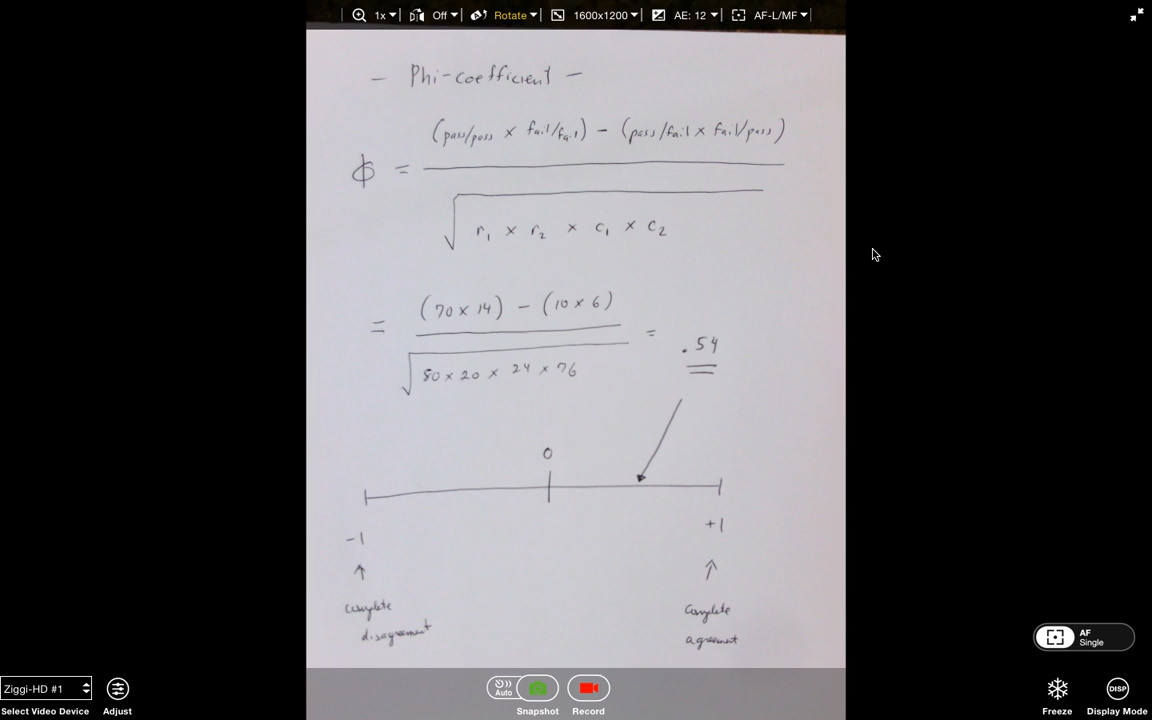 1x Off Rotate 1600x1200 AE: 12 AF-L/MF
- Phi-coefficient -
(pass/pass x fail/fail) - (pass/fail x fail/pass)
ϕ =
√ r₁ x r₂ x c₁ x c₂
(70 x 14) - (10 x 6)
= = .54
√ 80 x 20 x 24 x 76
0
-1 +1
↑ ↑
complete complete
disagreement agreement
AF
Single
Ziggi-HD #1
Auto
Select Video Device Adjust Snapshot Record Freeze Display Mode
DISP